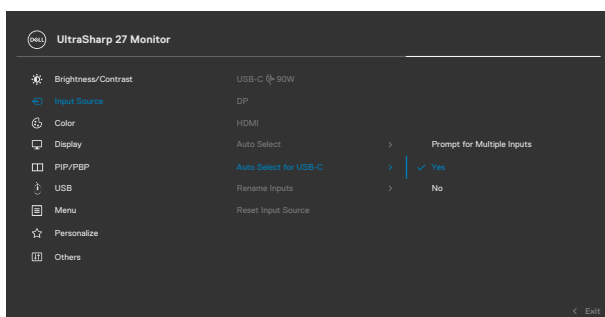 DELL
UltraSharp 27 Monitor
Brightness/Contrast
Input Source
Color
Display
PIP/PBP
USB
Menu
Personalize
Others
USB-C 90W
DP
HDMI
Auto Select >
Auto Select for USB-C >
Rename Inputs >
Reset Input Source
Prompt for Multiple Inputs
✓ Yes
No
< Exit